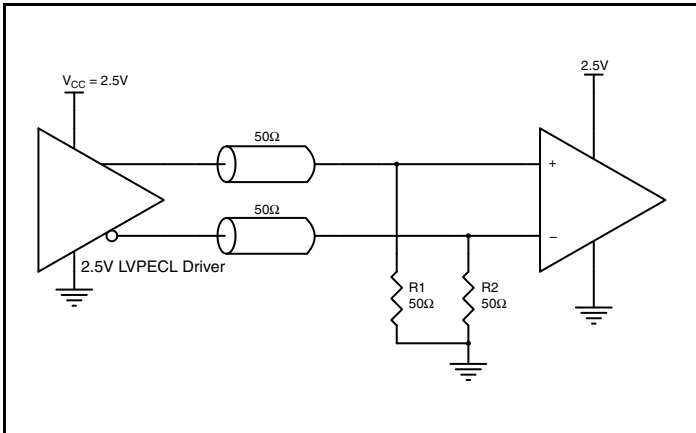 V_CC = 2.5V
2.5V
50Ω
+
50Ω
−
2.5V LVPECL Driver
R1
50Ω
R2
50Ω